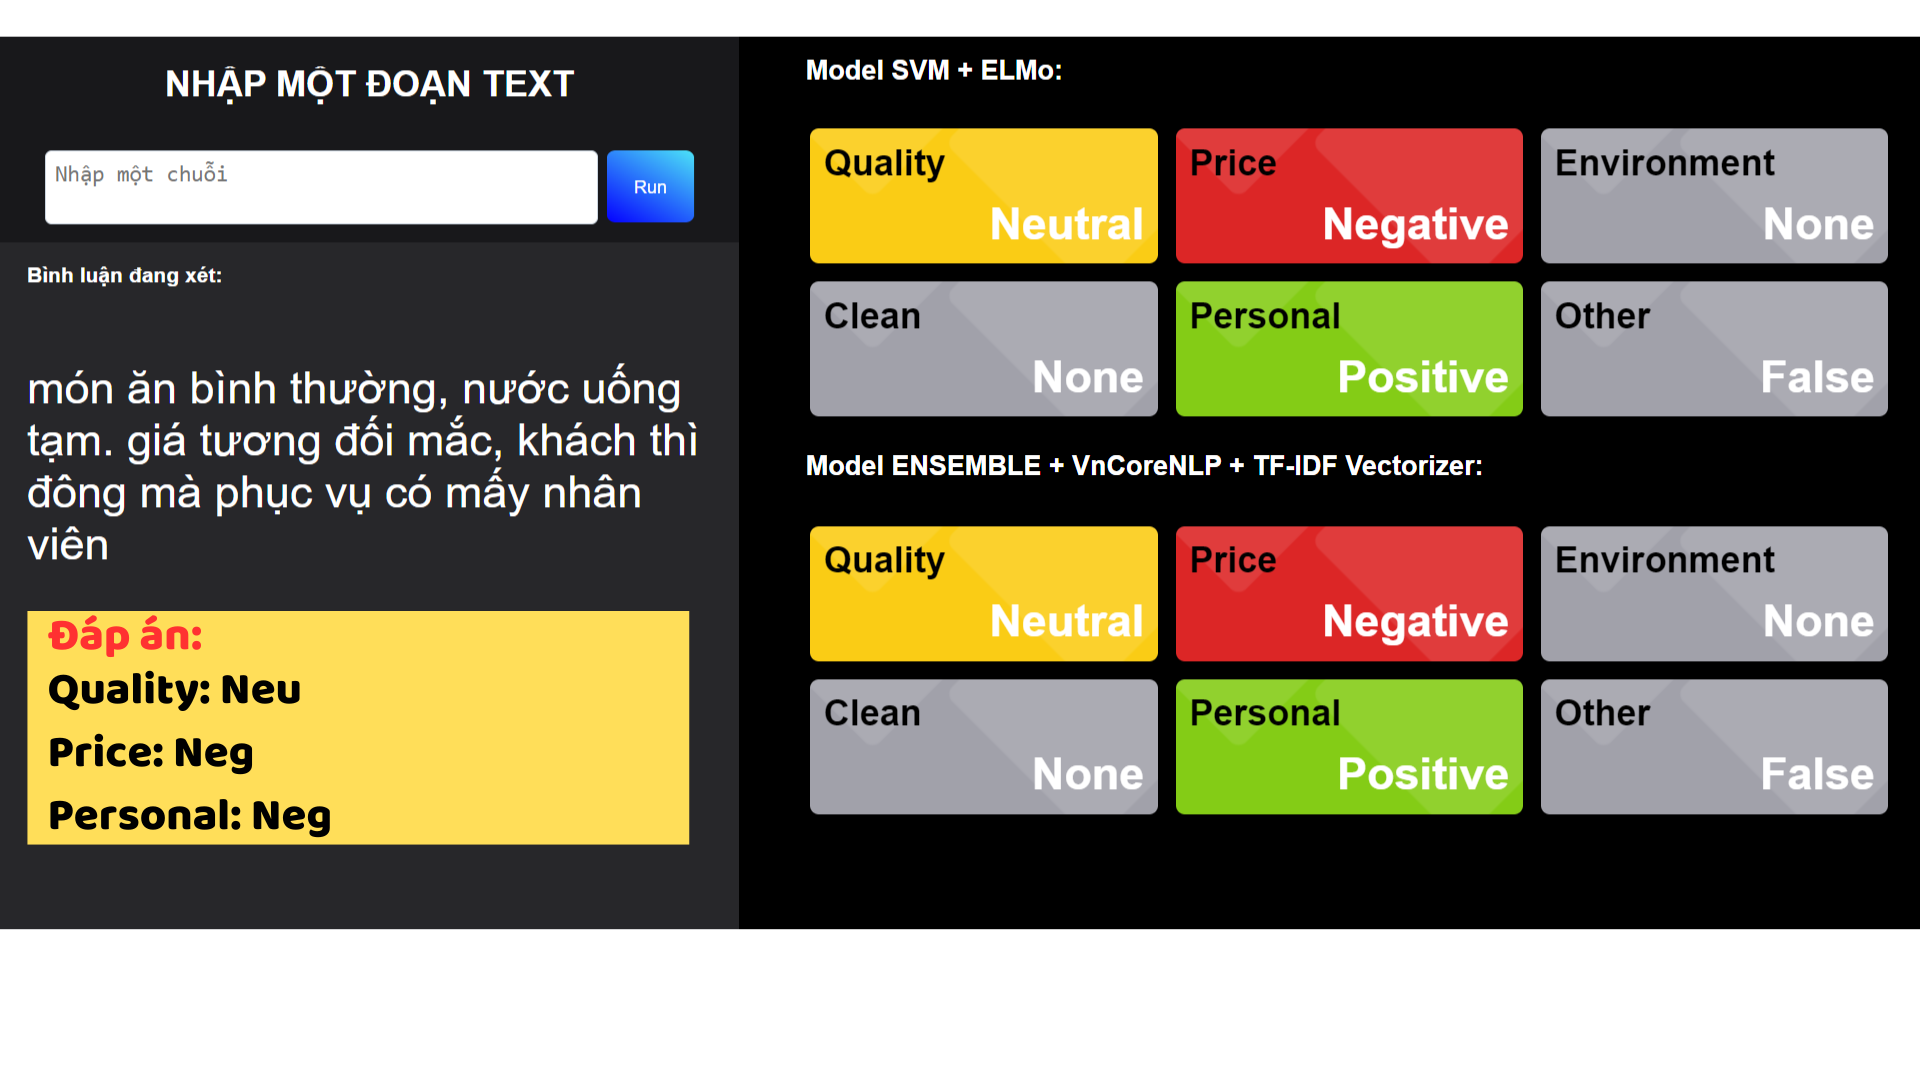 NHẬP MỘT ĐOẠN TEXT
Nhập một chuỗi
Run
Bình luận đang xét:
món ăn bình thường, nước uống
tạm. giá tương đối mắc, khách thì
đông mà phục vụ có mấy nhân
viên
Đáp án:
Quality: Neu
Price: Neg
Personal: Neg
Model SVM + ELMo:
Quality
Neutral
Price
Negative
Environment
None
Clean
None
Personal
Positive
Other
False
Model ENSEMBLE + VnCoreNLP + TF-IDF Vectorizer:
Quality
Neutral
Price
Negative
Environment
None
Clean
None
Personal
Positive
Other
False